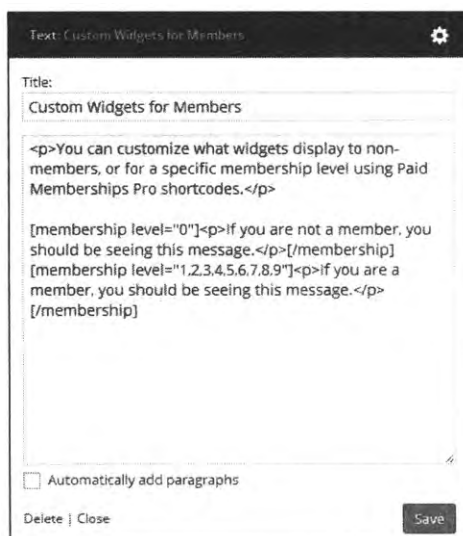 Text: Custom Widgets for Members
Title:
Custom Widgets for Members
<p>You can customize what widgets display to non-
members, or for a specific membership level using Paid
Memberships Pro shortcodes.</p>
[membership level="0"]<p>If you are not a member, you
should be seeing this message.</p>[/membership]
[membership level="1,2,3,4,5,6,7,8,9"]<p>if you are a
member, you should be seeing this message.</p>
[/membership]
Automatically add paragraphs
Delete | Close
Save